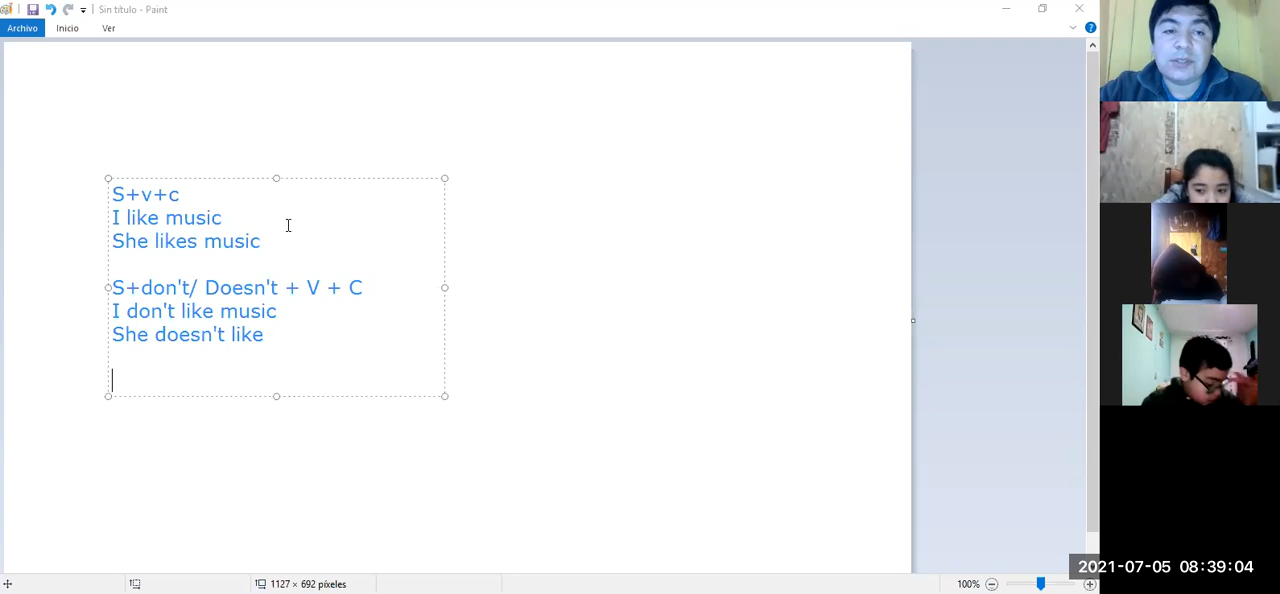 Sin título - Paint
Archivo Inicio Ver
S+v+c
I like music
She likes music
S+don't/ Doesn't + V + C
I don't like music
She doesn't like
1127 × 692 píxeles
100%
2021-07-05 08:39:04